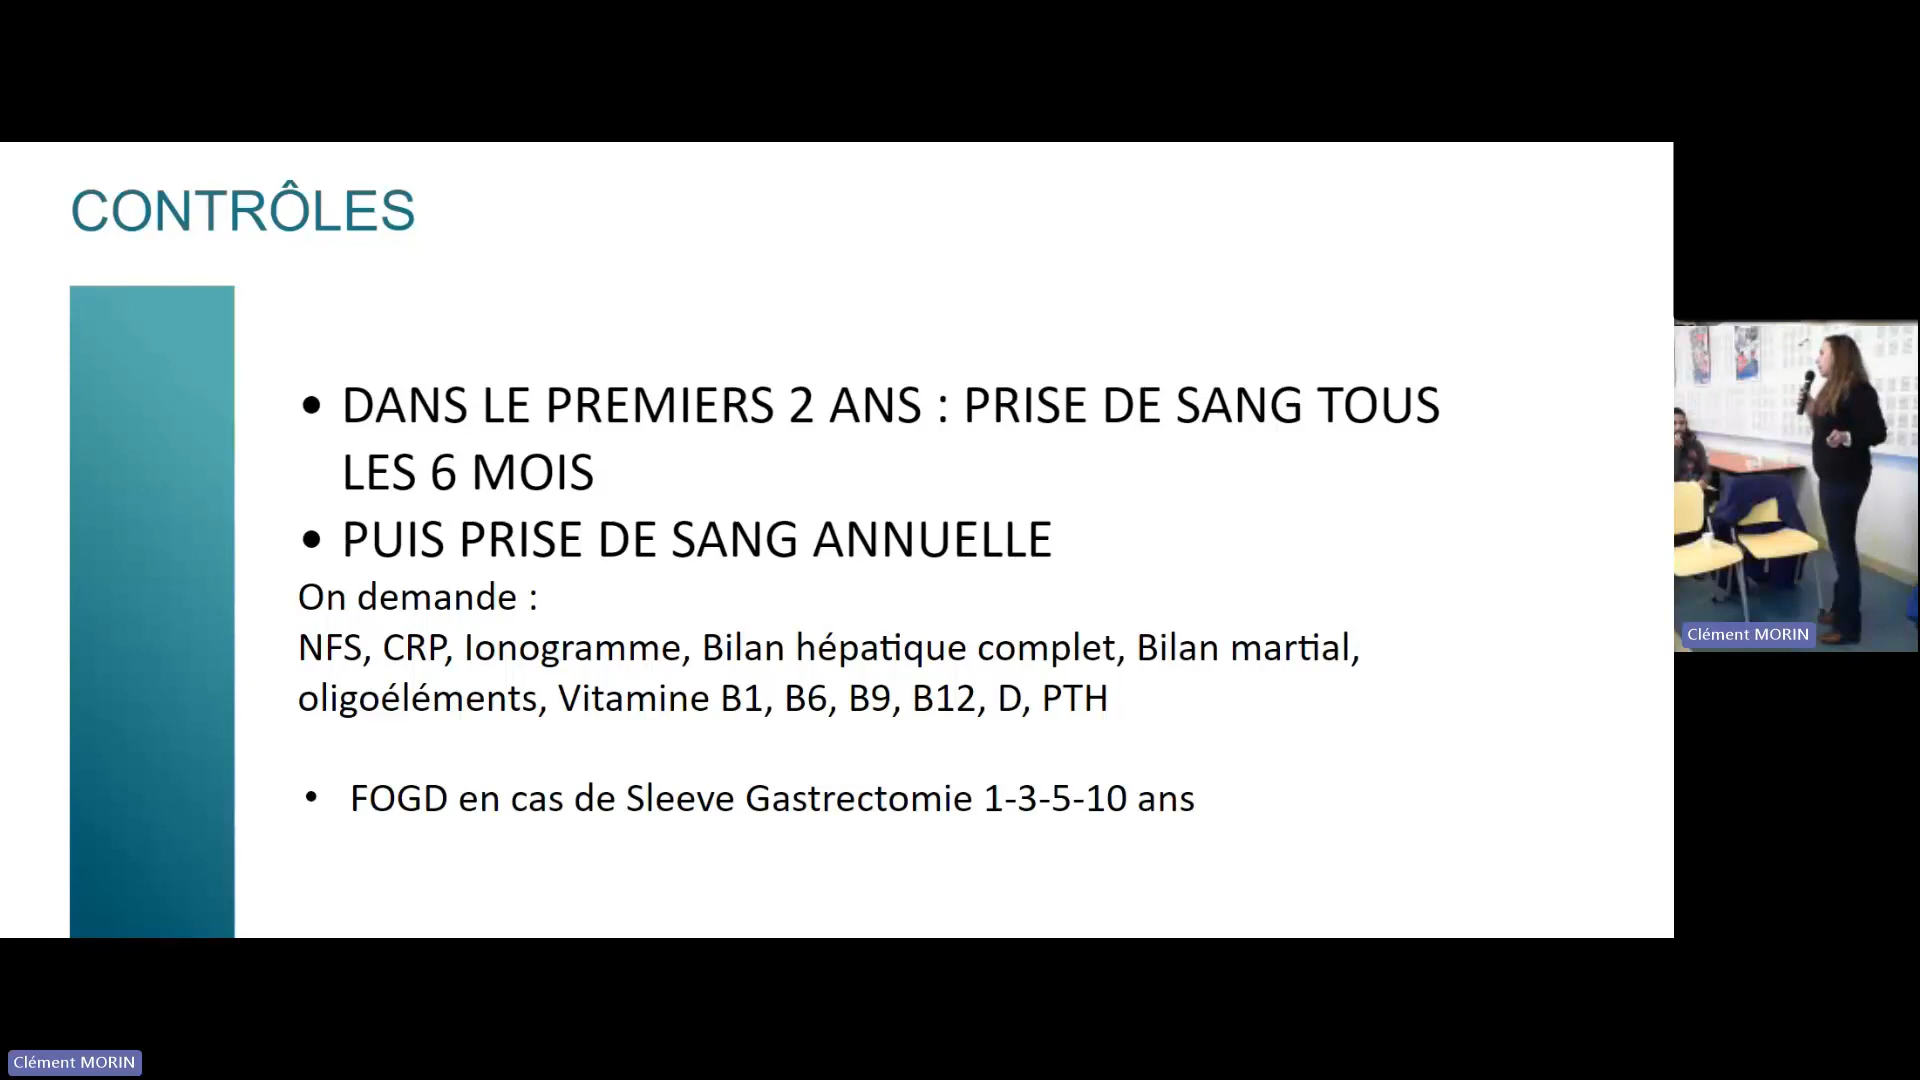 CONTRÔLES
• DANS LE PREMIERS 2 ANS : PRISE DE SANG TOUS
LES 6 MOIS
• PUIS PRISE DE SANG ANNUELLE
On demande :
NFS, CRP, Ionogramme, Bilan hépatique complet, Bilan martial,
oligoéléments, Vitamine B1, B6, B9, B12, D, PTH
• FOGD en cas de Sleeve Gastrectomie 1-3-5-10 ans
Clément MORIN
Clément MORIN